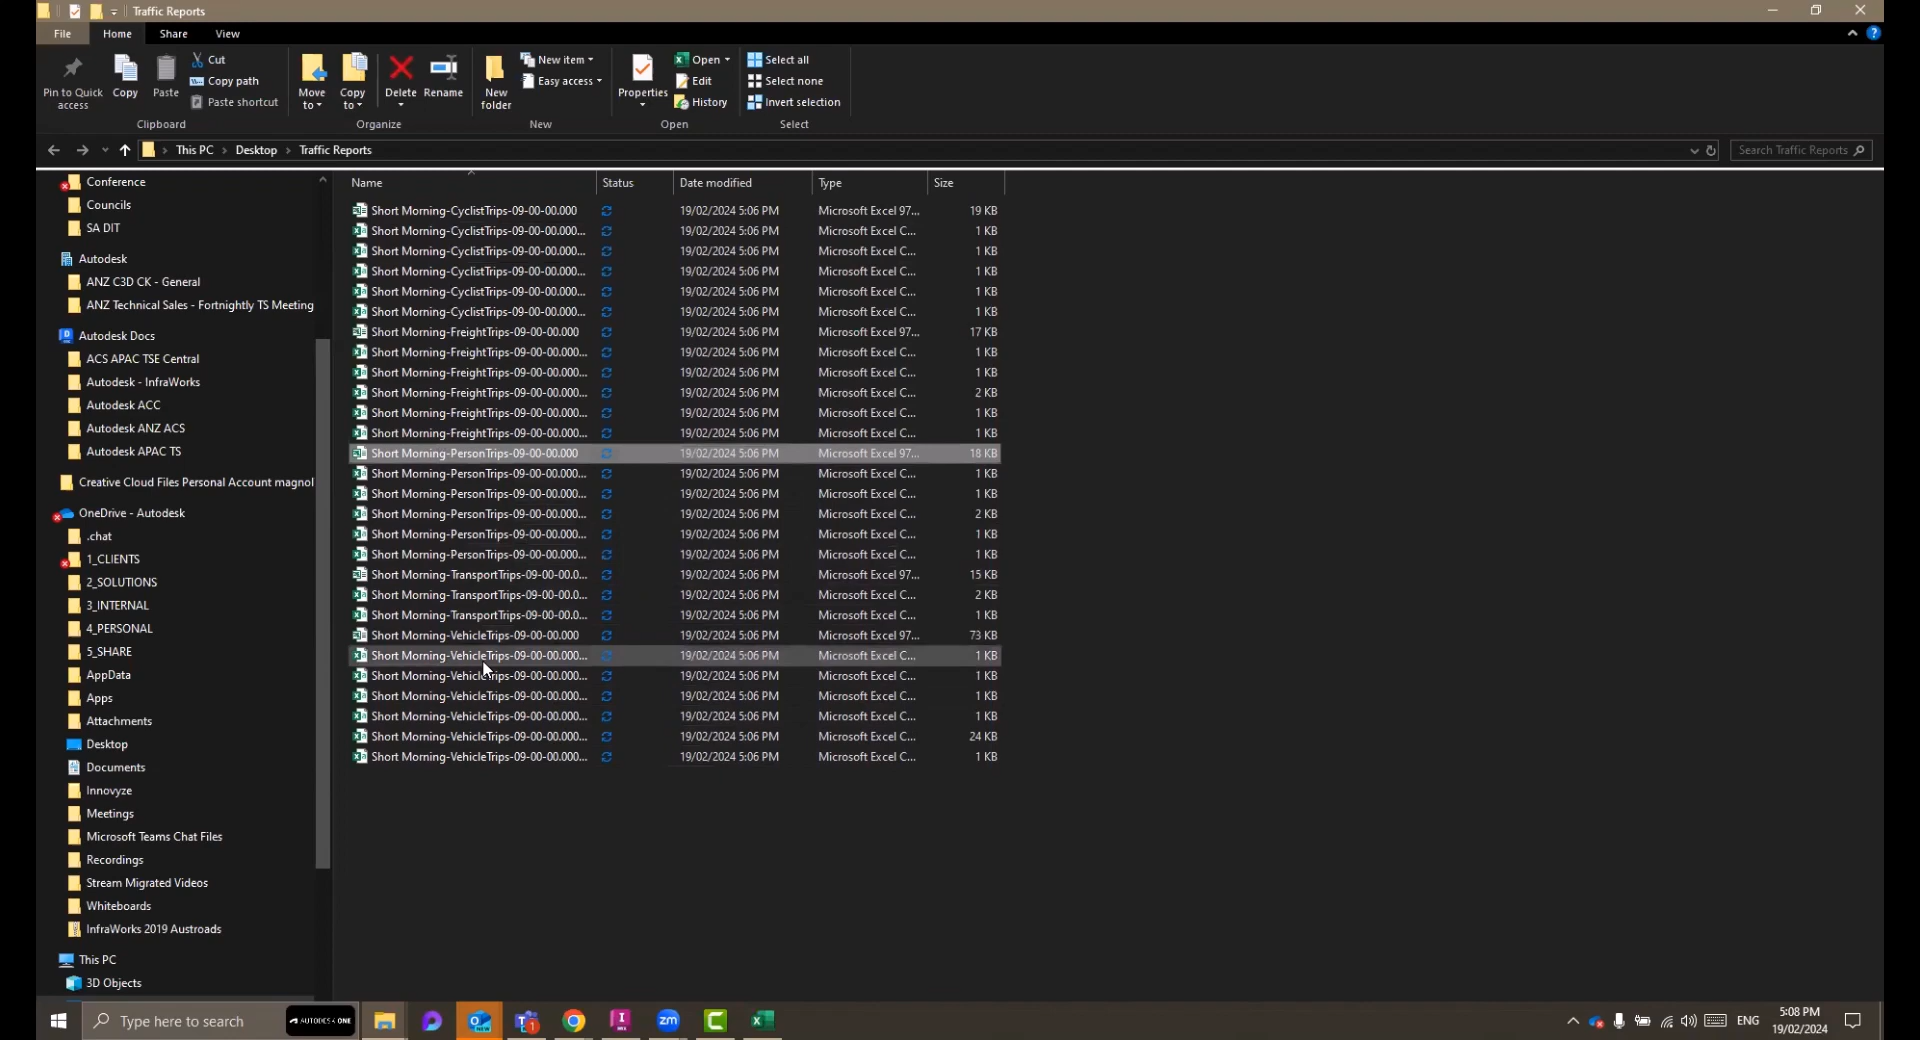 Traffic Reports
File Home Share View
Pin to Quick access
Copy
Paste
Cut
Copy path
Paste shortcut
Move to
Copy to
Delete
Rename
New folder
New item
Easy access
Properties
Open
Edit
History
Select all
Select none
Invert selection
Clipboard Organize New Open Select
This PC Desktop Traffic Reports
Search Traffic Reports
Conference
Councils
SA DIT
Autodesk
ANZ C3D CK - General
ANZ Technical Sales - Fortnightly TS Meeting
Autodesk Docs
ACS APAC TSE Central
Autodesk - InfraWorks
Autodesk ACC
Autodesk ANZ ACS
Autodesk APAC TS
Creative Cloud Files Personal Account magnol
OneDrive - Autodesk
.chat
1_CLIENTS
2_SOLUTIONS
3_INTERNAL
4_PERSONAL
5_SHARE
AppData
Apps
Attachments
Desktop
Documents
Innovyze
Meetings
Microsoft Teams Chat Files
Recordings
Stream Migrated Videos
Whiteboards
InfraWorks 2019 Austroads
This PC
3D Objects
Name Status Date modified Type Size
Short Morning-CyclistTrips-09-00-00.000 19/02/2024 5:06 PM Microsoft Excel 97... 19 KB
Short Morning-CyclistTrips-09-00-00.000... 19/02/2024 5:06 PM Microsoft Excel C... 1 KB
Short Morning-CyclistTrips-09-00-00.000... 19/02/2024 5:06 PM Microsoft Excel C... 1 KB
Short Morning-CyclistTrips-09-00-00.000... 19/02/2024 5:06 PM Microsoft Excel C... 1 KB
Short Morning-CyclistTrips-09-00-00.000... 19/02/2024 5:06 PM Microsoft Excel C... 1 KB
Short Morning-CyclistTrips-09-00-00.000... 19/02/2024 5:06 PM Microsoft Excel C... 1 KB
Short Morning-FreightTrips-09-00-00.000 19/02/2024 5:06 PM Microsoft Excel 97... 17 KB
Short Morning-FreightTrips-09-00-00.000... 19/02/2024 5:06 PM Microsoft Excel C... 1 KB
Short Morning-FreightTrips-09-00-00.000... 19/02/2024 5:06 PM Microsoft Excel C... 1 KB
Short Morning-FreightTrips-09-00-00.000... 19/02/2024 5:06 PM Microsoft Excel C... 2 KB
Short Morning-FreightTrips-09-00-00.000... 19/02/2024 5:06 PM Microsoft Excel C... 1 KB
Short Morning-FreightTrips-09-00-00.000... 19/02/2024 5:06 PM Microsoft Excel C... 1 KB
Short Morning-PersonTrips-09-00-00.000 19/02/2024 5:06 PM Microsoft Excel 97... 18 KB
Short Morning-PersonTrips-09-00-00.000... 19/02/2024 5:06 PM Microsoft Excel C... 1 KB
Short Morning-PersonTrips-09-00-00.000... 19/02/2024 5:06 PM Microsoft Excel C... 1 KB
Short Morning-PersonTrips-09-00-00.000... 19/02/2024 5:06 PM Microsoft Excel C... 2 KB
Short Morning-PersonTrips-09-00-00.000... 19/02/2024 5:06 PM Microsoft Excel C... 1 KB
Short Morning-PersonTrips-09-00-00.000... 19/02/2024 5:06 PM Microsoft Excel C... 1 KB
Short Morning-TransportTrips-09-00-00.0... 19/02/2024 5:06 PM Microsoft Excel 97... 15 KB
Short Morning-TransportTrips-09-00-00.0... 19/02/2024 5:06 PM Microsoft Excel C... 2 KB
Short Morning-TransportTrips-09-00-00.0... 19/02/2024 5:06 PM Microsoft Excel C... 1 KB
Short Morning-VehicleTrips-09-00-00.000 19/02/2024 5:06 PM Microsoft Excel 97... 73 KB
Short Morning-VehicleTrips-09-00-00.000... 19/02/2024 5:06 PM Microsoft Excel C... 1 KB
Short Morning-VehicleTrips-09-00-00.000... 19/02/2024 5:06 PM Microsoft Excel C... 1 KB
Short Morning-VehicleTrips-09-00-00.000... 19/02/2024 5:06 PM Microsoft Excel C... 1 KB
Short Morning-VehicleTrips-09-00-00.000... 19/02/2024 5:06 PM Microsoft Excel C... 1 KB
Short Morning-VehicleTrips-09-00-00.000... 19/02/2024 5:06 PM Microsoft Excel C... 24 KB
Short Morning-VehicleTrips-09-00-00.000... 19/02/2024 5:06 PM Microsoft Excel C... 1 KB
Type here to search
AUTODESK ONE
zm
ENG
5:08 PM
19/02/2024